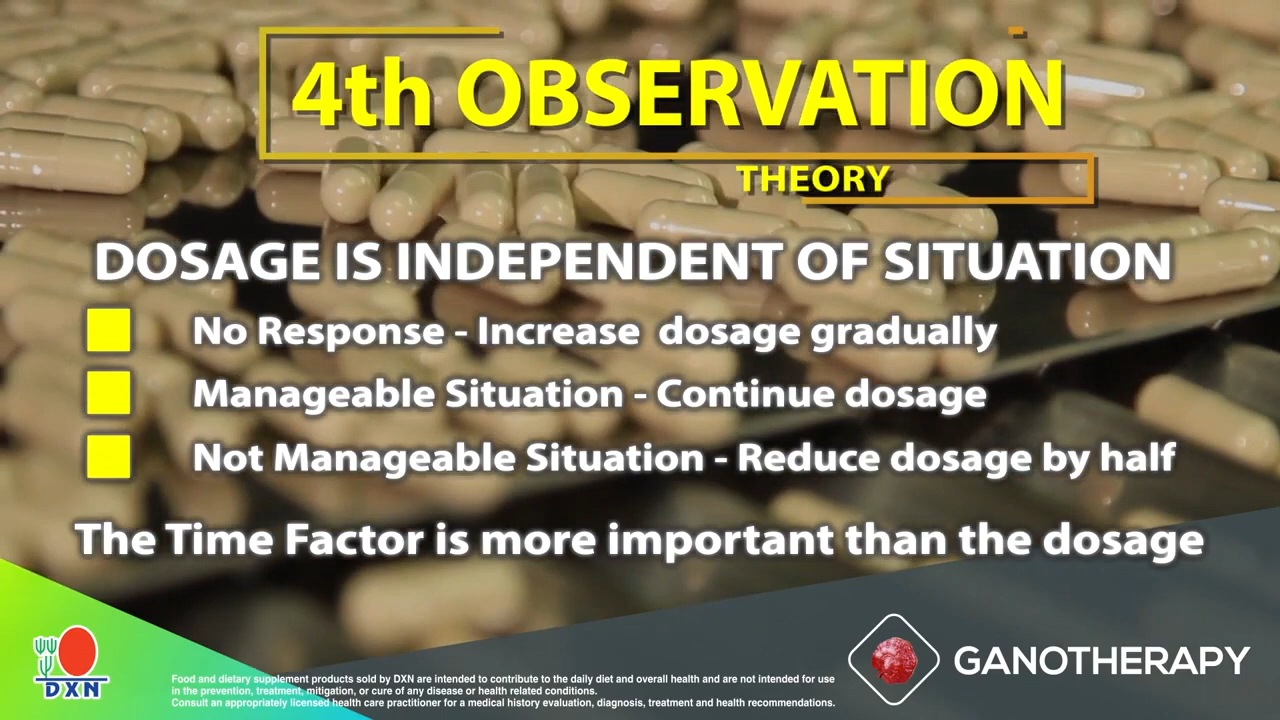 4th OBSERVATION
THEORY
DOSAGE IS INDEPENDENT OF SITUATION
No Response - Increase dosage gradually
Manageable Situation - Continue dosage
Not Manageable Situation - Reduce dosage by half
The Time Factor is more important than the dosage
DXN
Food and dietary supplement products sold by DXN are intended to contribute to the daily diet and overall health and are not intended for use
in the prevention, treatment, mitigation, or cure of any disease or health related conditions.
Consult an appropriately licensed health care practitioner for a medical history evaluation, diagnosis, treatment and health recommendations.
GANOTHERAPY